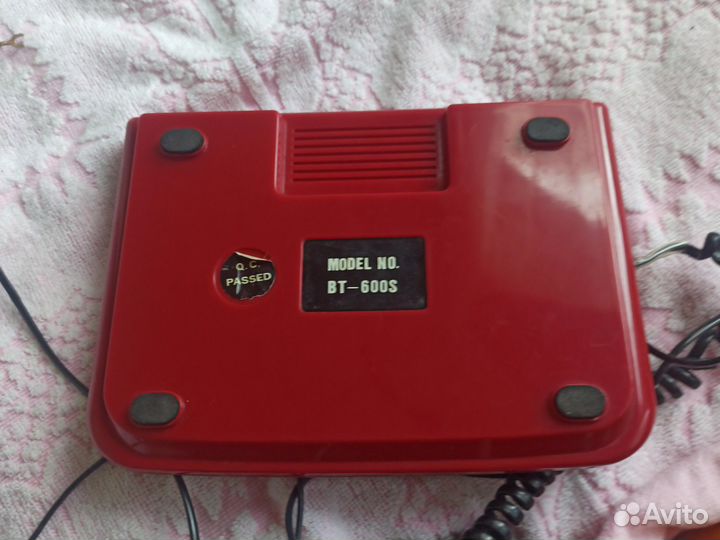 Q.C.
PASSED
MODEL NO.
BT-600S
Avito